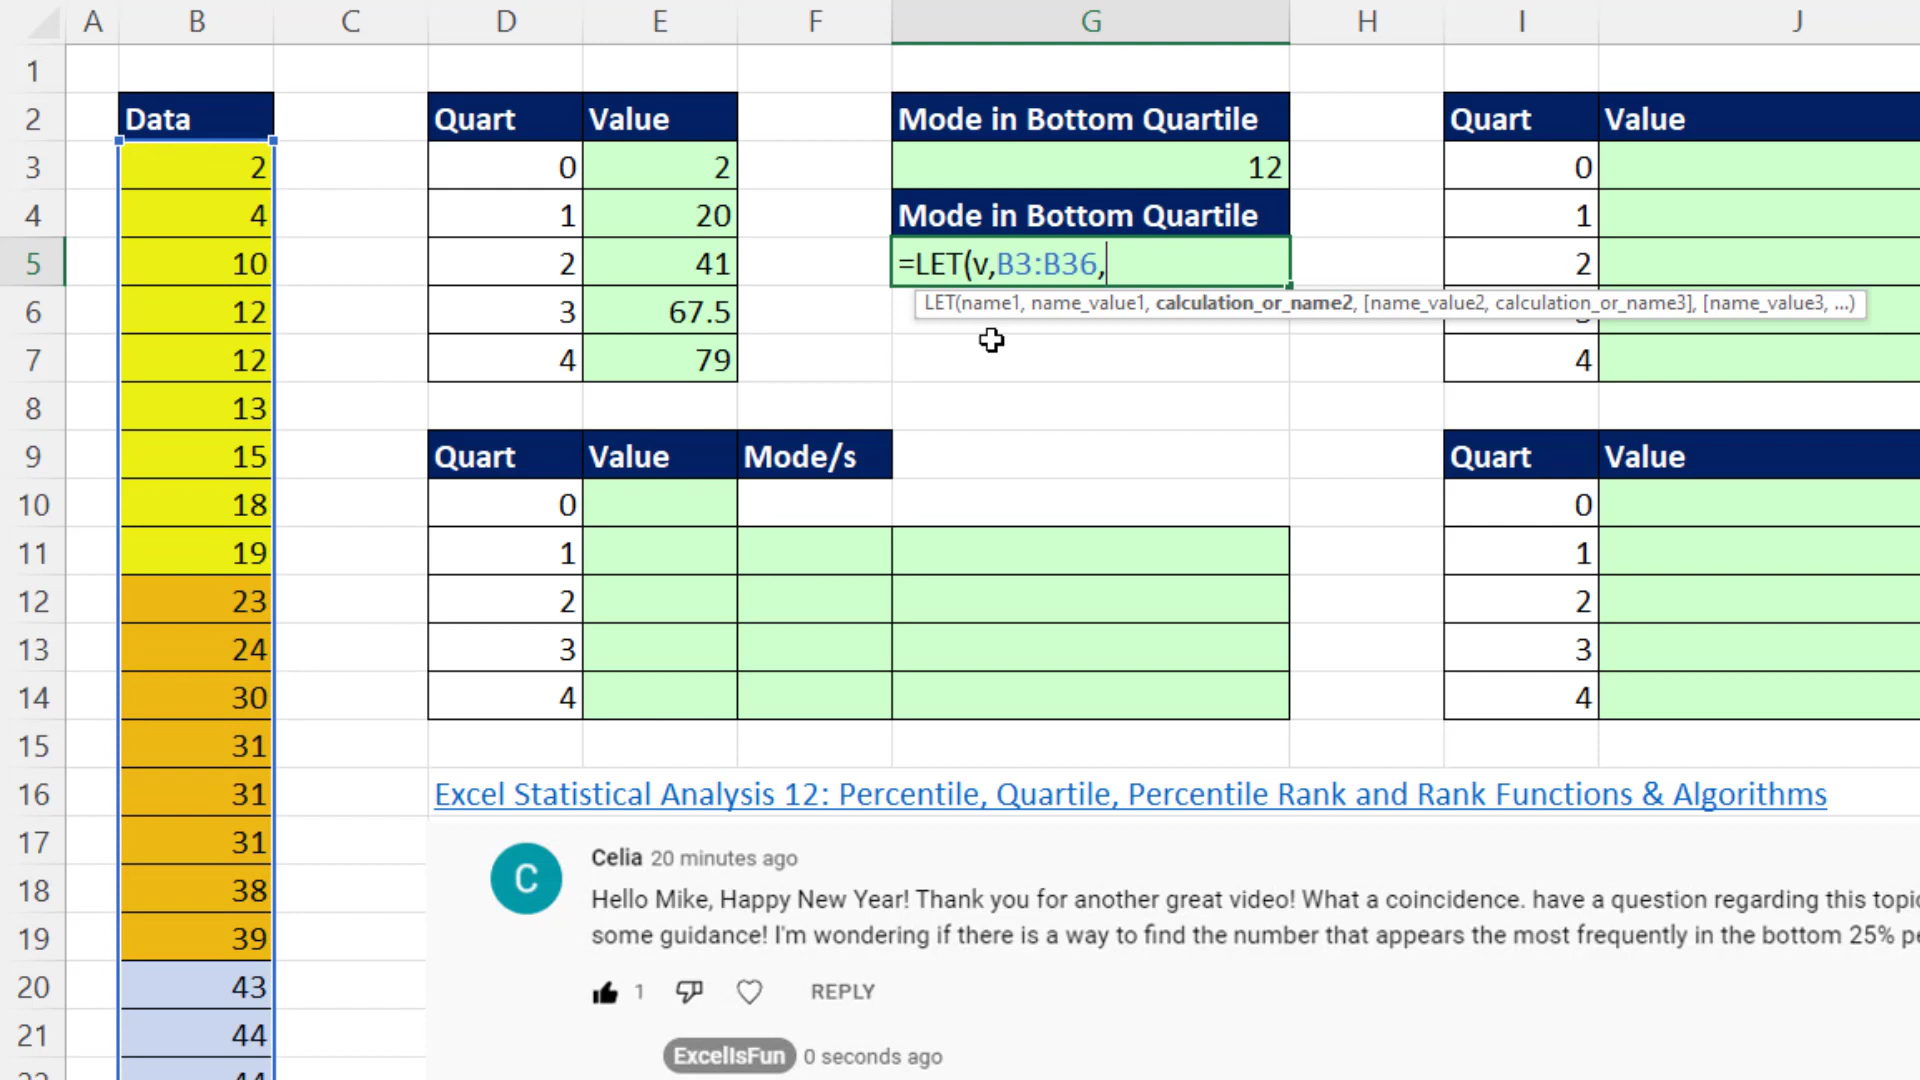 A B C D E F G H I J
1
2 Data Quart Value Mode in Bottom Quartile Quart Value
3 2 0 2 12 0
4 4 1 20 Mode in Bottom Quartile 1
5 10 2 41 =LET(v,B3:B36, 2
LET(name1, name_value1, calculation_or_name2, [name_value2, calculation_or_name3], [name_value3, ...)
6 12 3 67.5
7 12 4 79 4
8 13
9 15 Quart Value Mode/s Quart Value
10 18 0 0
11 19 1 1
12 23 2 2
13 24 3 3
14 30 4 4
15 31
16 31 Excel Statistical Analysis 12: Percentile, Quartile, Percentile Rank and Rank Functions & Algorithms
17 31
C Celia 20 minutes ago
18 38 Hello Mike, Happy New Year! Thank you for another great video! What a coincidence. have a question regarding this topic
19 39 some guidance! I'm wondering if there is a way to find the number that appears the most frequently in the bottom 25% pe
20 43 1 REPLY
21 44 ExcelIsFun 0 seconds ago